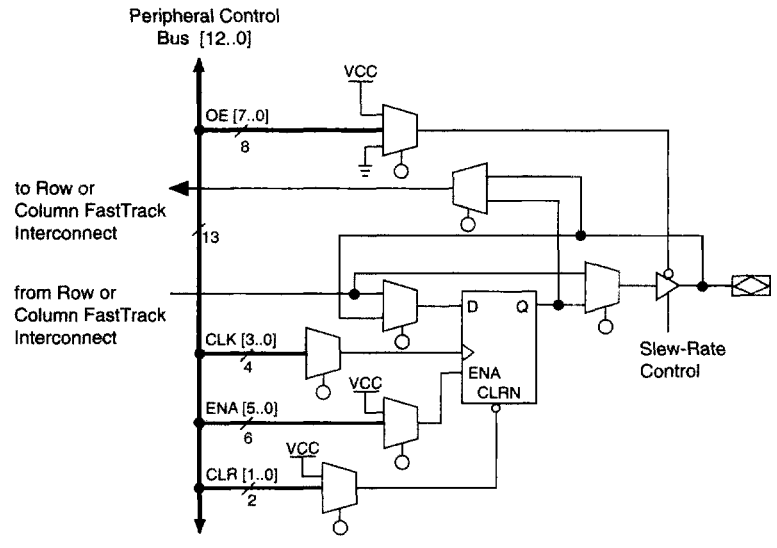 Peripheral Control
Bus [12..0]
VCC
OE [7..0]
8
to Row or
Column FastTrack
Interconnect
13
from Row or
Column FastTrack
Interconnect
D
Q
CLK [3..0]
4
ENA
CLRN
Slew-Rate
Control
VCC
ENA [5..0]
6
VCC
CLR [1..0]
2